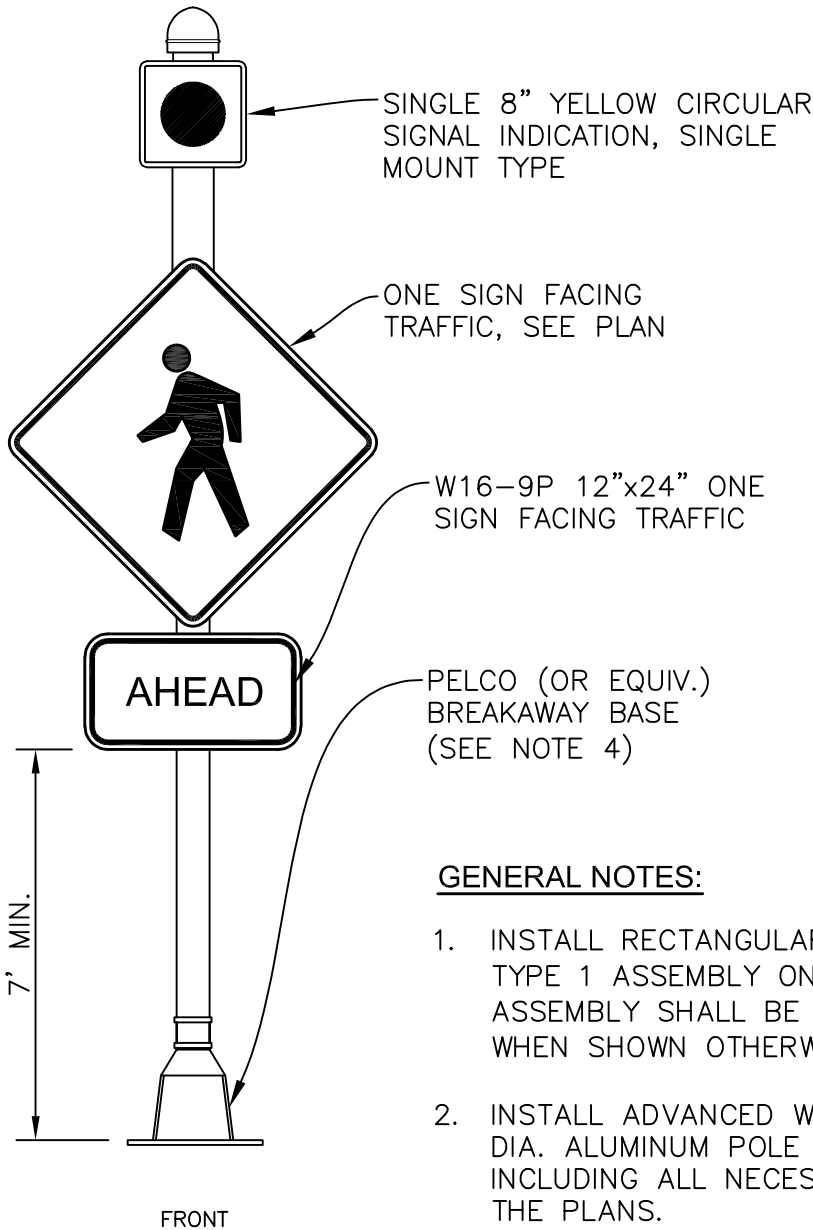 SINGLE 8" YELLOW CIRCULAR
SIGNAL INDICATION, SINGLE
MOUNT TYPE
ONE SIGN FACING
TRAFFIC, SEE PLAN
W16-9P 12"x24" ONE
SIGN FACING TRAFFIC
AHEAD
PELCO (OR EQUIV.)
BREAKAWAY BASE
(SEE NOTE 4)
7' MIN.
GENERAL NOTES:
1. INSTALL RECTANGULAR
TYPE 1 ASSEMBLY ON
ASSEMBLY SHALL BE
WHEN SHOWN
2. INSTALL ADVANCED
DIA. ALUMINUM POLE
INCLUDING ALL
THE PLANS.
FRONT